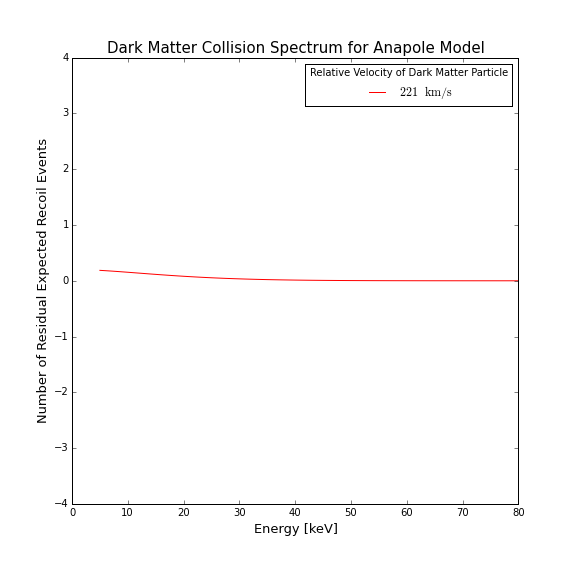 Dark Matter Collision Spectrum for Anapole Model
Relative Velocity of Dark Matter Particle
221 km/s
Number of Residual Expected Recoil Events
4
3
2
1
0
−1
−2
−3
−4
0 10 20 30 40 50 60 70 80
Energy [keV]